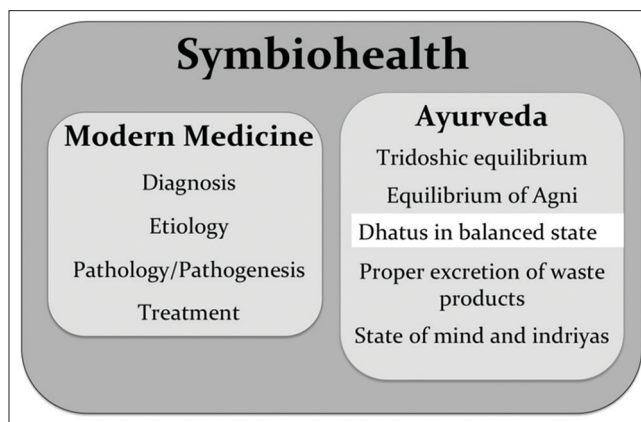 Symbiohealth
Modern Medicine
Diagnosis
Etiology
Pathology/Pathogenesis
Treatment
Ayurveda
Tridoshic equilibrium
Equilibrium of Agni
Dhatus in balanced state
Proper excretion of waste
products
State of mind and indriyas